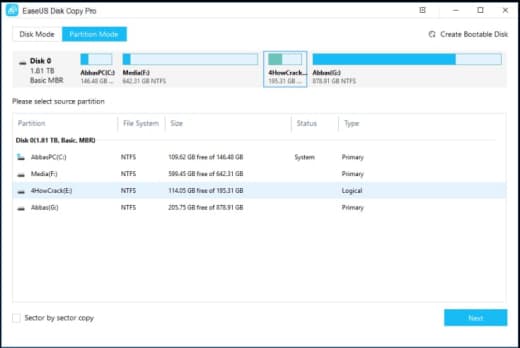 EaseUS Disk Copy Pro
Disk Mode Partition Mode Create Bootable Disk
Disk 0
1.81 TB
Basic MBR
AbbasPC(C:) Media(F:) 4HowCrack... Abbas(G:)
146.48 GB ... 642.31 GB NTFS 195.31 GB ... 878.91 GB NTFS
Please select source partition
Partition File System Size Status Type
Disk 0(1.81 TB, Basic, MBR)
AbbasPC(C:) NTFS 109.62 GB free of 146.48 GB System Primary
Media(F:) NTFS 599.45 GB free of 642.31 GB Primary
4HowCrack(E:) NTFS 114.05 GB free of 195.31 GB Logical
Abbas(G:) NTFS 205.75 GB free of 878.91 GB Primary
Sector by sector copy Next